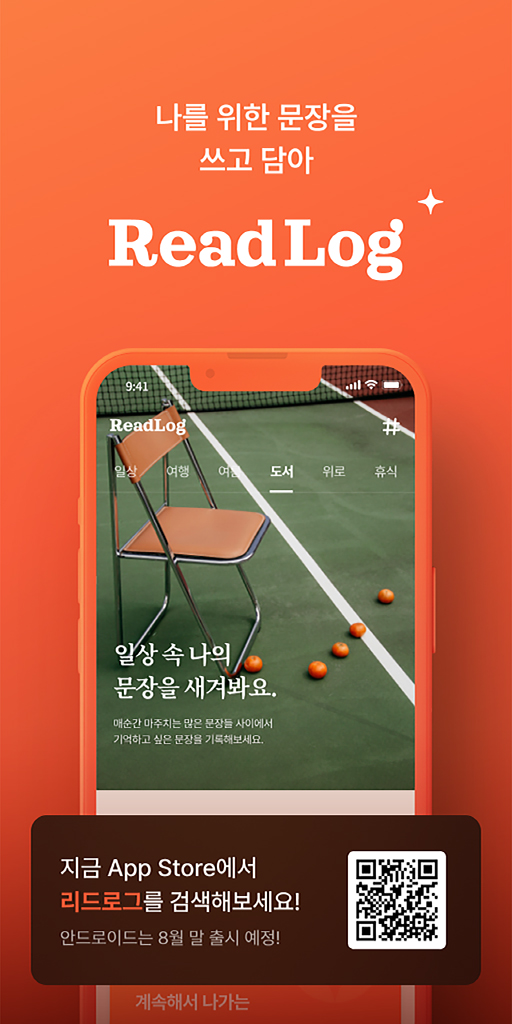 나를 위한 문장을
쓰고 담아
ReadLog
9:41
ReadLog #
일상 여행 여름 도서 위로 휴식
일상 속 나의
문장을 새겨봐요.
매순간 마주치는 많은 문장들 사이에서
기억하고 싶은 문장을 기록해보세요.
지금 App Store에서
리드로그를 검색해보세요!
안드로이드는 8월 말 출시 예정!
계속해서 나가는